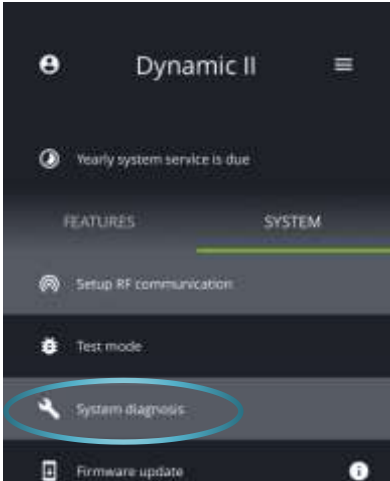 Dynamic II
Yearly system service is due
FEATURES SYSTEM
Setup RF communication
Test mode
System diagnosis
Firmware update